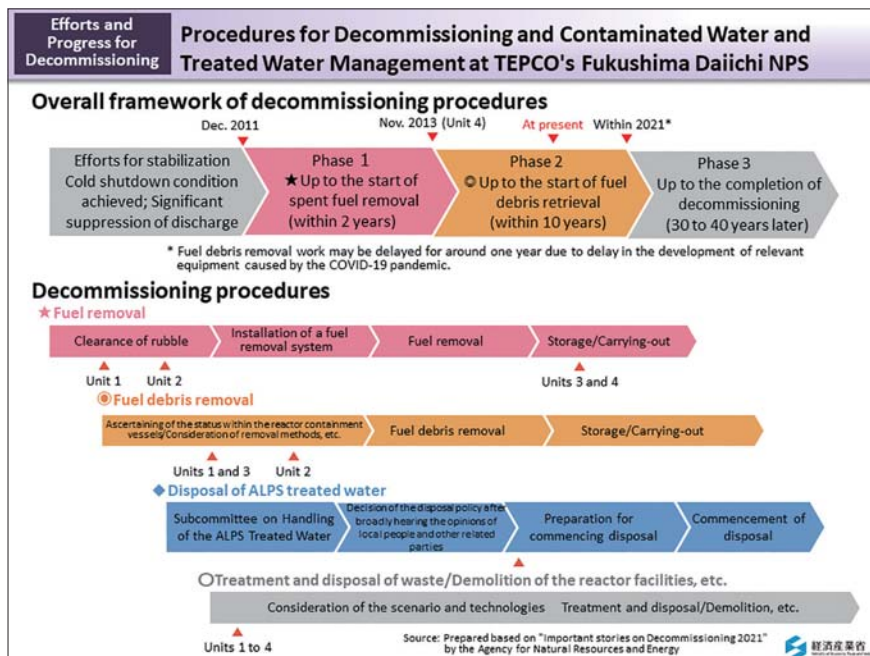 Efforts and
Progress for
Decommissioning
Procedures for Decommissioning and Contaminated Water and
Treated Water Management at TEPCO's Fukushima Daiichi NPS
Overall framework of decommissioning procedures
Dec. 2011
Nov. 2013 (Unit 4)
At present
Within 2021*
Efforts for stabilization
Cold shutdown condition
achieved; Significant
suppression of discharge
Phase 1
★Up to the start of
spent fuel removal
(within 2 years)
Phase 2
◎Up to the start of fuel
debris retrieval
(within 10 years)
Phase 3
Up to the completion of
decommissioning
(30 to 40 years later)
* Fuel debris removal work may be delayed for around one year due to delay in the development of relevant
equipment caused by the COVID-19 pandemic.
Decommissioning procedures
★Fuel removal
Clearance of rubble
Installation of a fuel
removal system
Fuel removal
Storage/Carrying-out
Unit 1
Unit 2
Units 3 and 4
◉Fuel debris removal
Ascertaining of the status within the reactor containment
vessels/Consideration of removal methods, etc.
Fuel debris removal
Storage/Carrying-out
Units 1 and 3
Unit 2
◆Disposal of ALPS treated water
Subcommittee on Handling
of the ALPS Treated Water
Decision of the disposal policy after
broadly hearing the opinions of
local people and other related
parties
Preparation for
commencing disposal
Commencement of
disposal
○Treatment and disposal of waste/Demolition of the reactor facilities, etc.
Consideration of the scenario and technologies
Treatment and disposal/Demolition, etc.
Units 1 to 4
Source: Prepared based on "Important stories on Decommissioning 2021"
by the Agency for Natural Resources and Energy
経済産業省